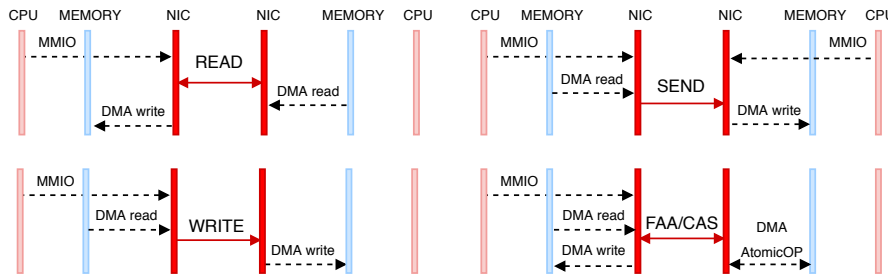 CPU MEMORY NIC NIC MEMORY CPU
MMIO
READ
DMA read
DMA write
CPU MEMORY NIC NIC MEMORY CPU
MMIO MMIO
DMA read
SEND
DMA write
MMIO
DMA read
WRITE
DMA write
MMIO
DMA read
FAA/CAS
DMA
DMA write
AtomicOP